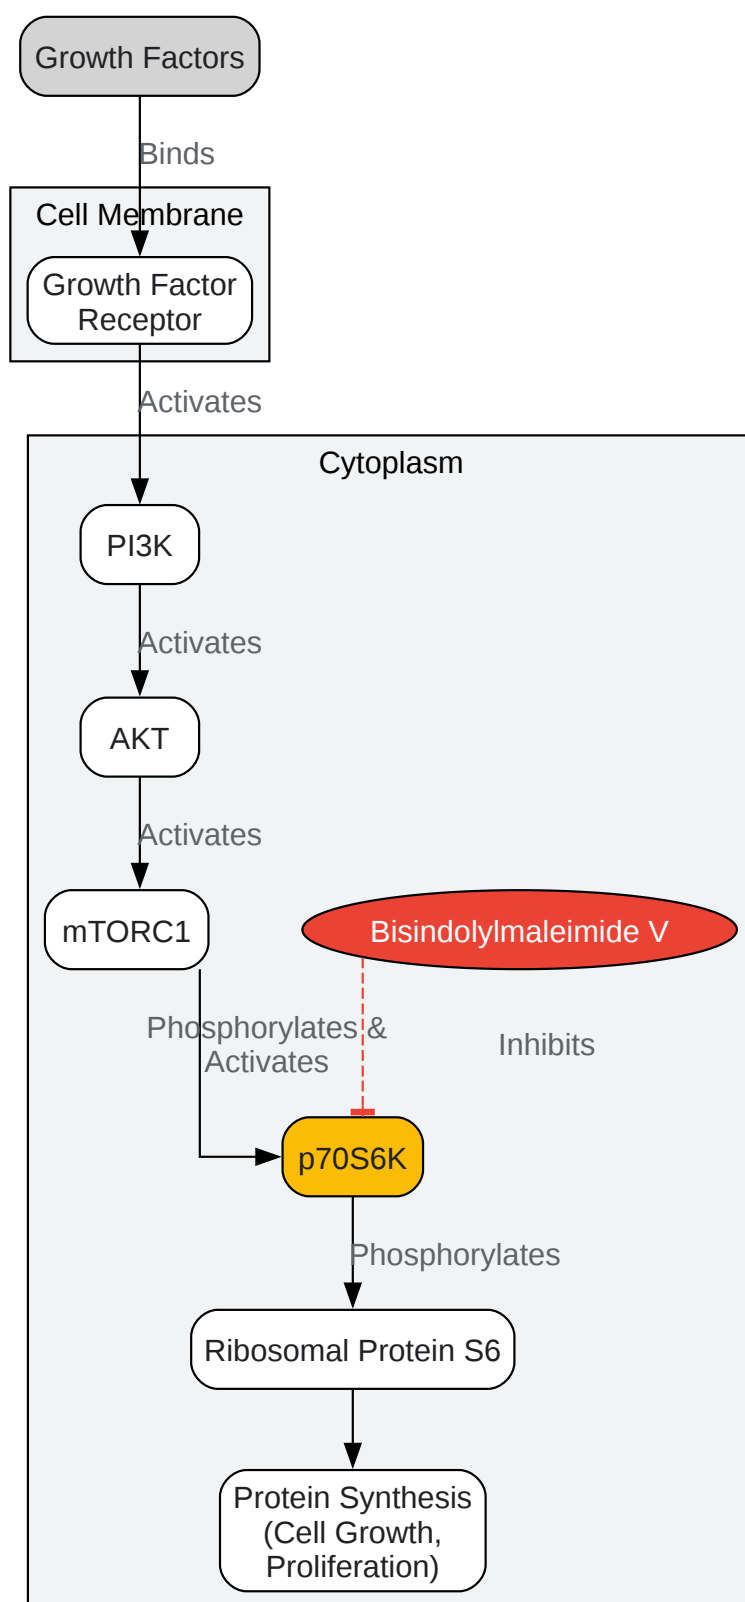 Growth Factors
Binds
Cell Membrane
Growth Factor
Receptor
Activates
Cytoplasm
PI3K
Activates
AKT
Activates
mTORC1
Bisindolylmaleimide V
Phosphorylates &
Activates
Inhibits
p70S6K
Phosphorylates
Ribosomal Protein S6
Protein Synthesis
(Cell Growth,
Proliferation)